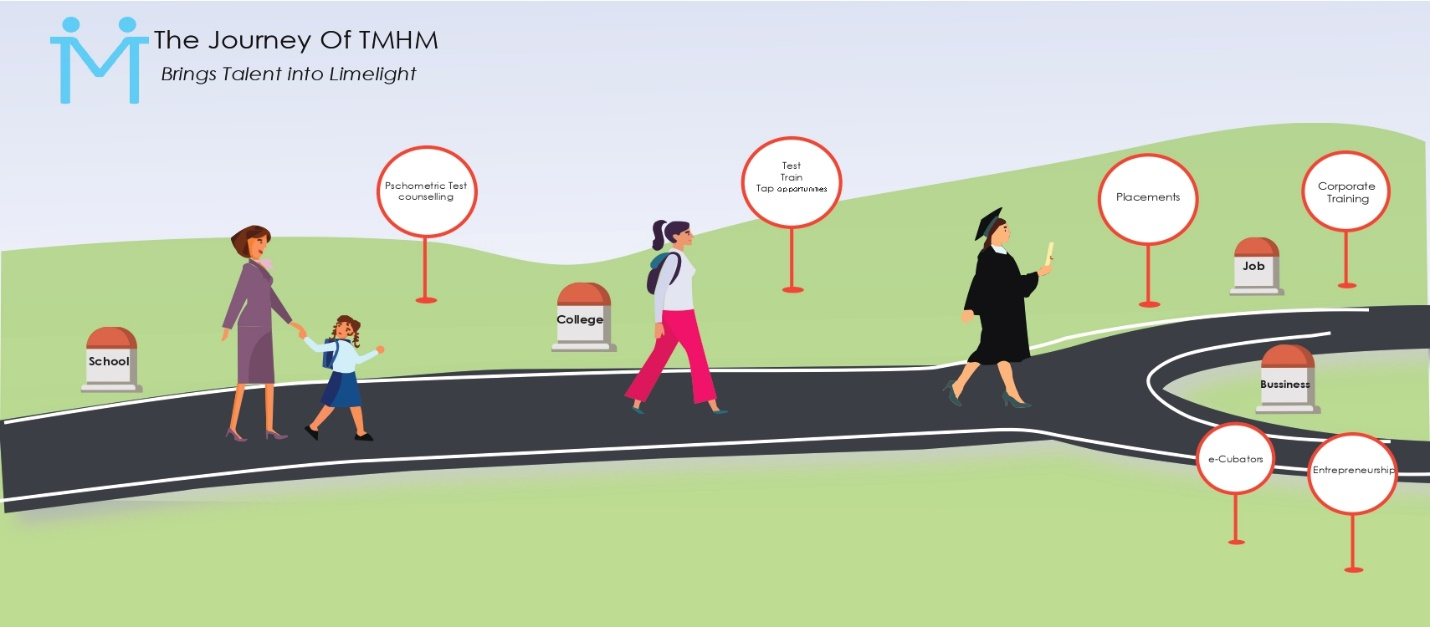 The Journey Of TMHM
Brings Talent into Limelight
School
Pschometric Test
counselling
College
Test
Train
Tap opportunities
Placements
Job
Corporate
Training
Bussiness
e-Cubators
Entrepreneurship